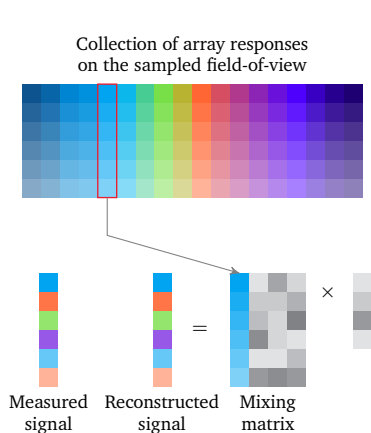 Collection of array responses
on the sampled field-of-view
=
×
Measured
signal
Reconstructed
signal
Mixing
matrix